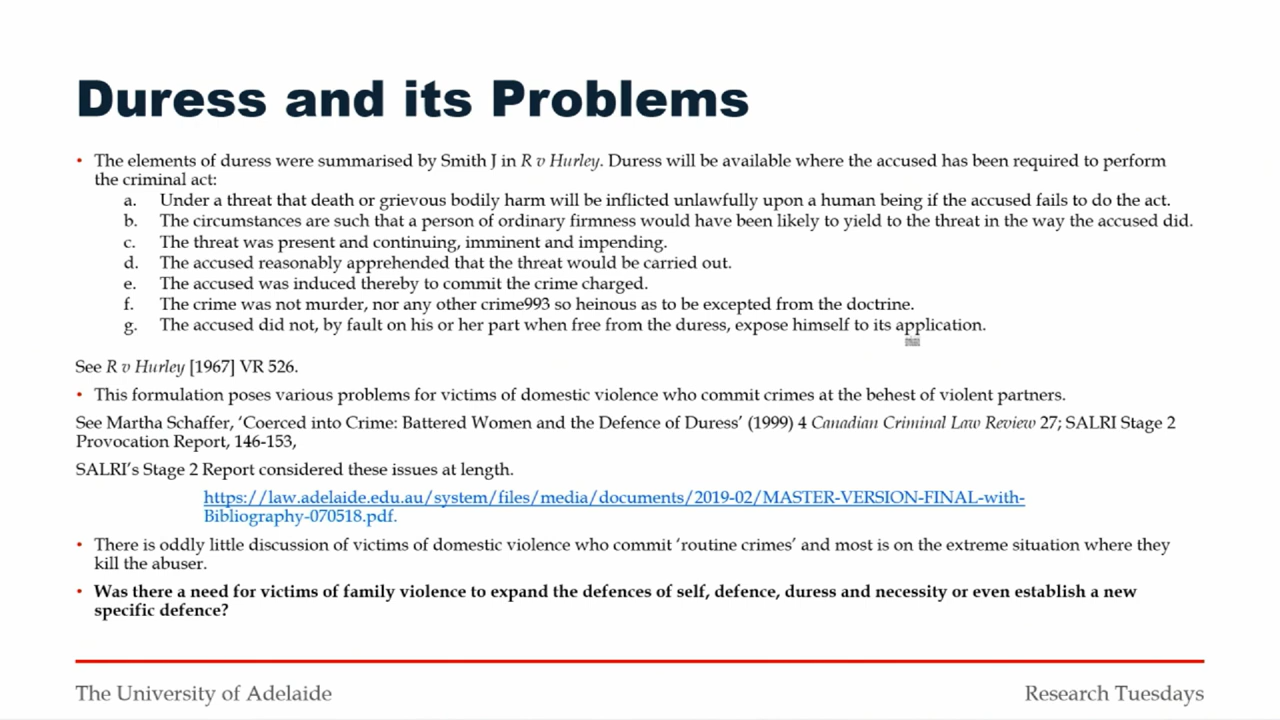 Duress and its Problems
• The elements of duress were summarised by Smith J in R v Hurley. Duress will be available where the accused has been required to perform
the criminal act:
a. Under a threat that death or grievous bodily harm will be inflicted unlawfully upon a human being if the accused fails to do the act.
b. The circumstances are such that a person of ordinary firmness would have been likely to yield to the threat in the way the accused did.
c. The threat was present and continuing, imminent and impending.
d. The accused reasonably apprehended that the threat would be carried out.
e. The accused was induced thereby to commit the crime charged.
f. The crime was not murder, nor any other crime993 so heinous as to be excepted from the doctrine.
g. The accused did not, by fault on his or her part when free from the duress, expose himself to its application.
See R v Hurley [1967] VR 526.
• This formulation poses various problems for victims of domestic violence who commit crimes at the behest of violent partners.
See Martha Schaffer, ‘Coerced into Crime: Battered Women and the Defence of Duress’ (1999) 4 Canadian Criminal Law Review 27; SALRI Stage 2
Provocation Report, 146-153,
SALRI’s Stage 2 Report considered these issues at length.
https://law.adelaide.edu.au/system/files/media/documents/2019-02/MASTER-VERSION-FINAL-with-
Bibliography-070518.pdf.
• There is oddly little discussion of victims of domestic violence who commit ‘routine crimes’ and most is on the extreme situation where they
kill the abuser.
• Was there a need for victims of family violence to expand the defences of self, defence, duress and necessity or even establish a new
specific defence?
The University of Adelaide
Research Tuesdays